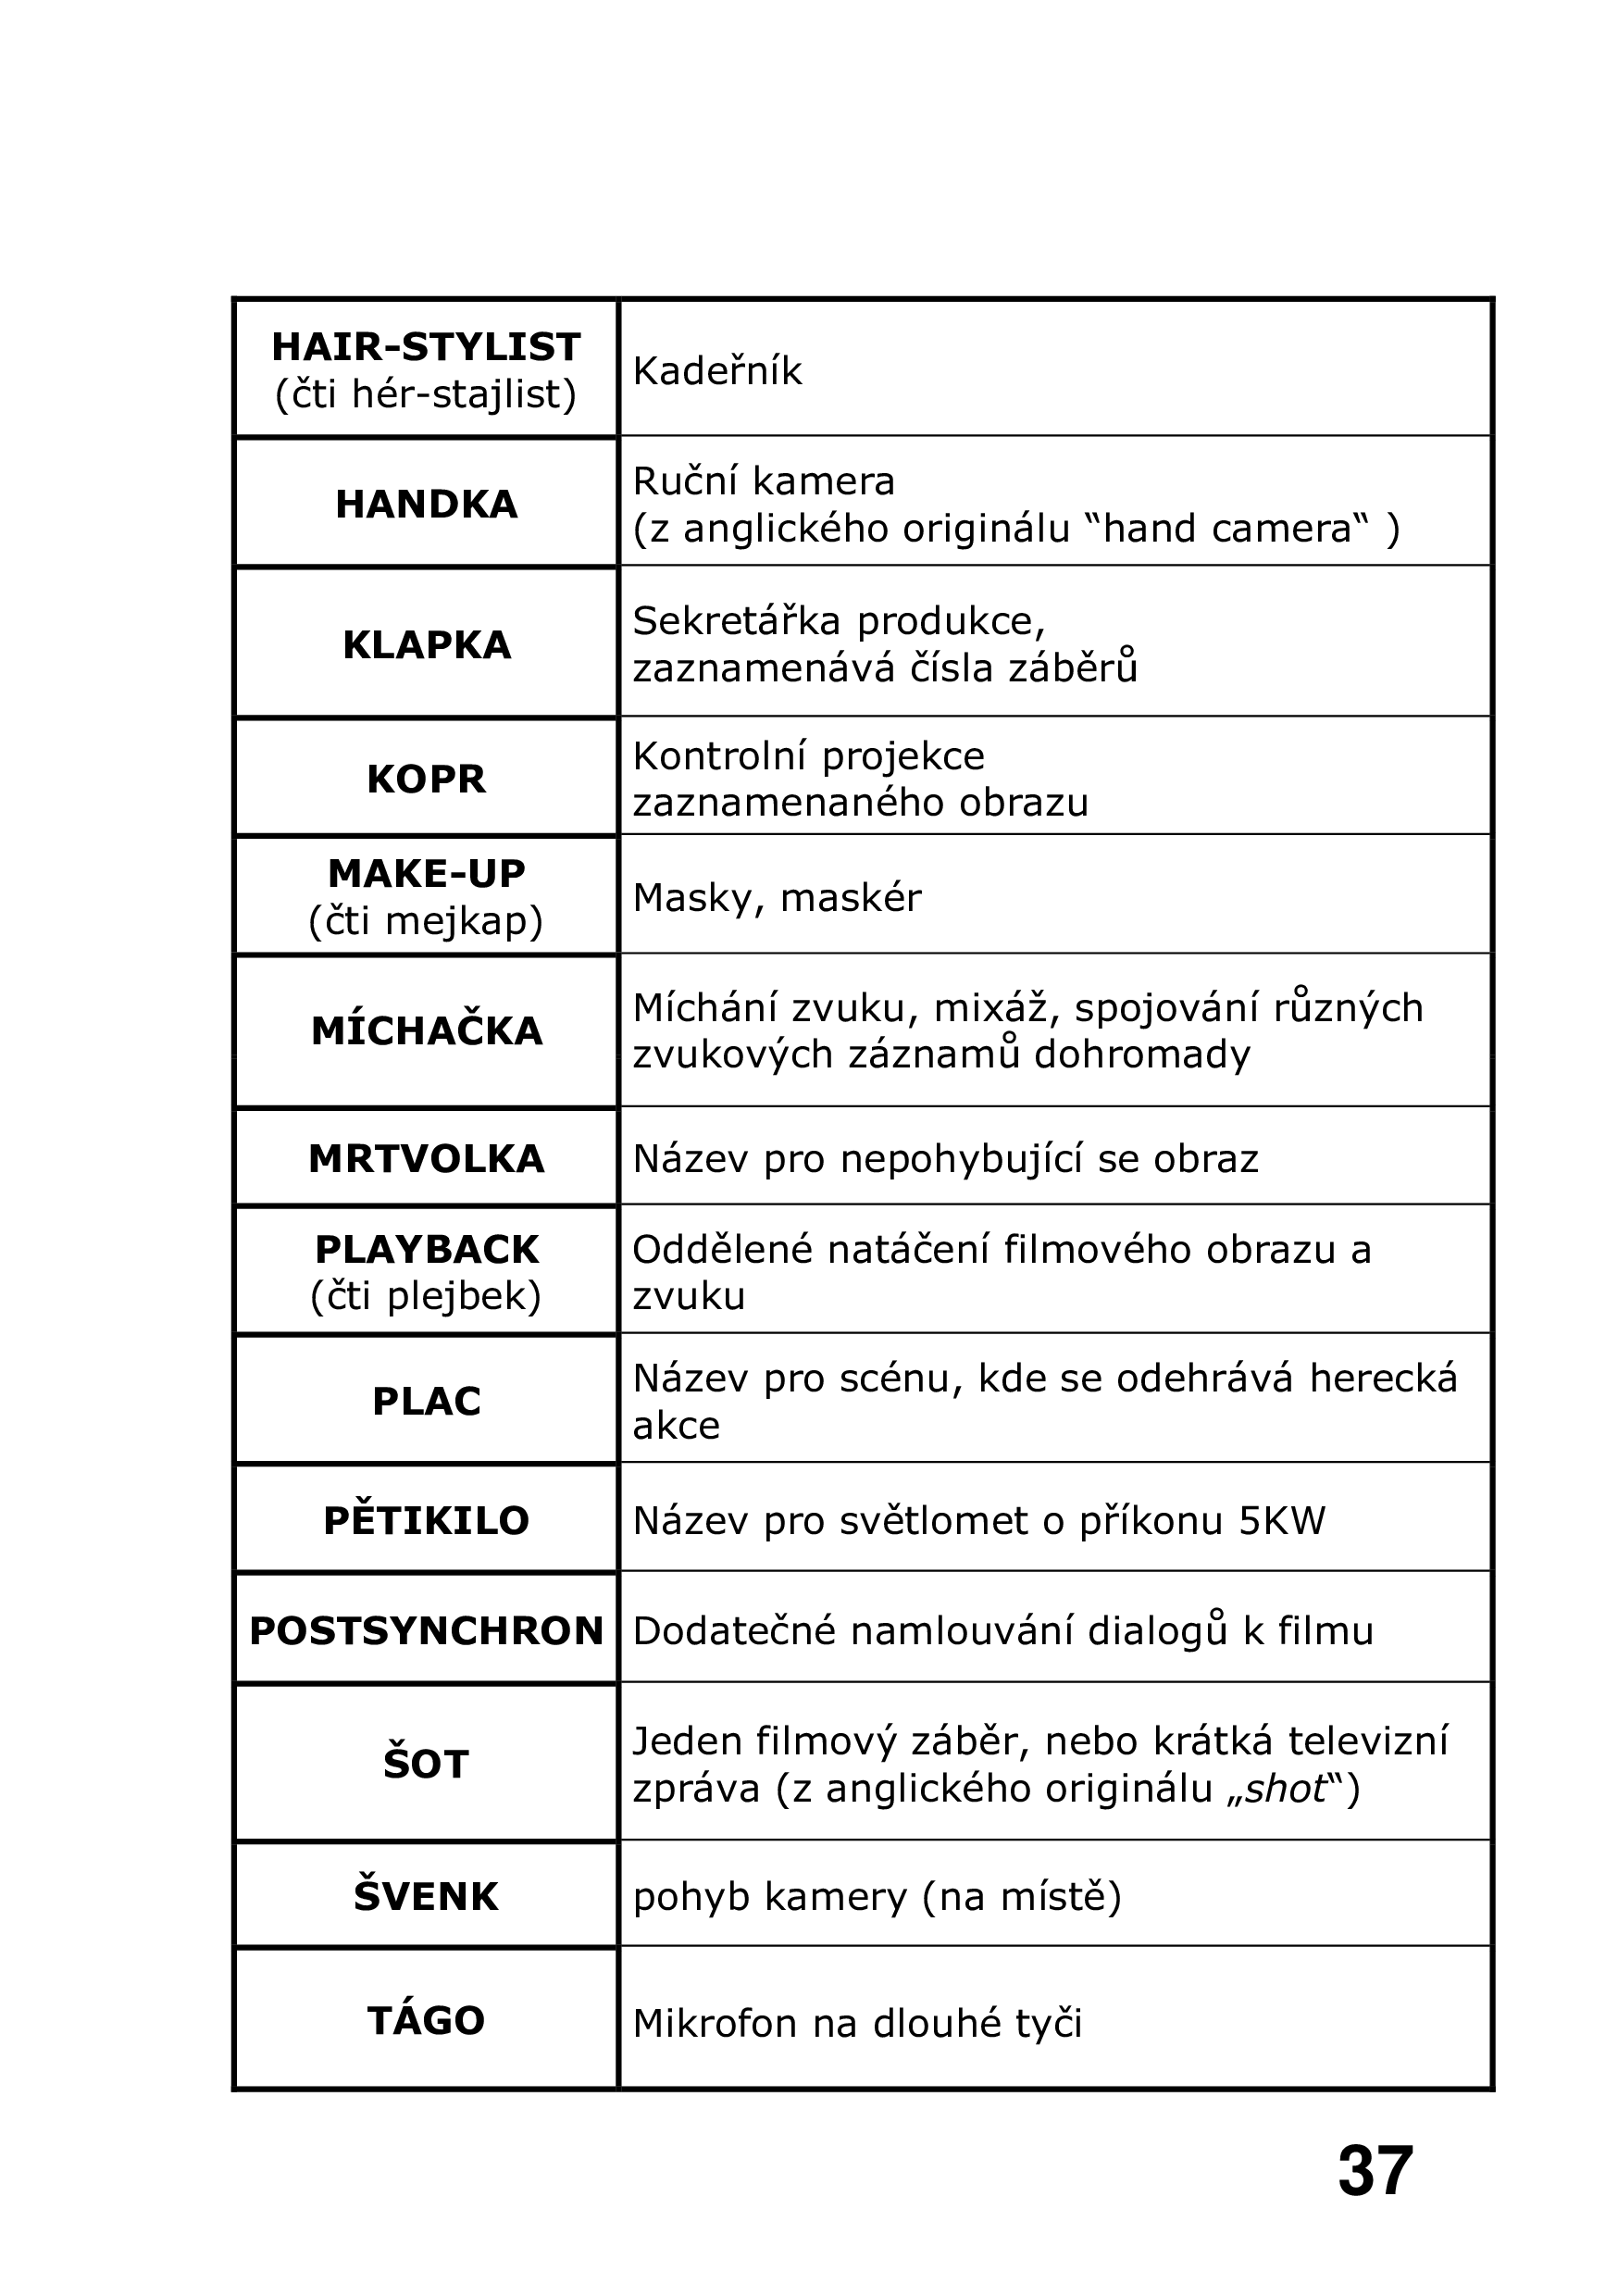 HAIR-STYLIST
(čti hér-stajlist)
Kadeřník
HANDKA
Ruční kamera
(z anglického originálu “hand camera“ )
KLAPKA
Sekretářka produkce,
zaznamenává čísla záběrů
KOPR
Kontrolní projekce
zaznamenaného obrazu
MAKE-UP
(čti mejkap)
Masky, maskér
MÍCHAČKA
Míchání zvuku, mixáž, spojování různých
zvukových záznamů dohromady
MRTVOLKA
Název pro nepohybující se obraz
PLAYBACK
(čti plejbek)
Oddělené natáčení filmového obrazu a
zvuku
PLAC
Název pro scénu, kde se odehrává herecká
akce
PĚTIKILO
Název pro světlomet o příkonu 5KW
POSTSYNCHRON
Dodatečné namlouvání dialogů k filmu
ŠOT
Jeden filmový záběr, nebo krátká televizní
zpráva (z anglického originálu „shot“)
ŠVENK
pohyb kamery (na místě)
TÁGO
Mikrofon na dlouhé tyči
37